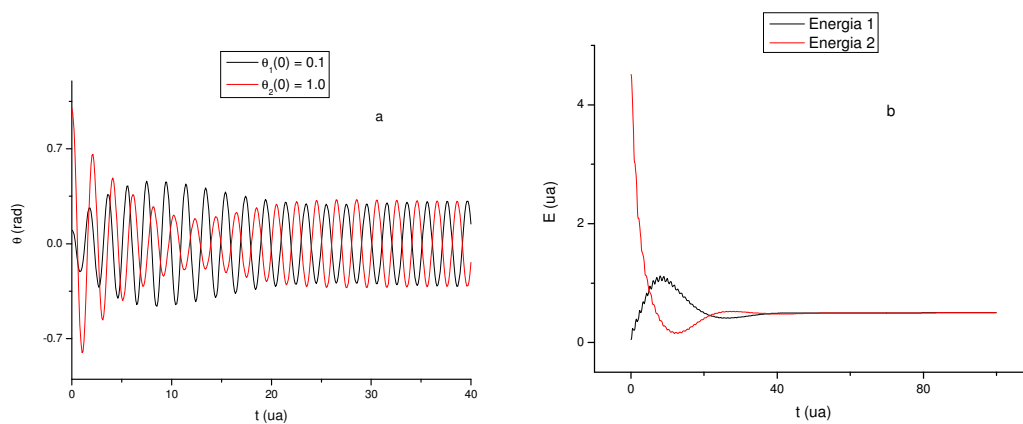 θ₁(0) = 0.1
θ₂(0) = 1.0
a
0.7
0.0
-0.7
θ (rad)
0 10 20 30 40
t (ua)
Energia 1
Energia 2
b
4
2
0
E (ua)
0 40 80
t (ua)